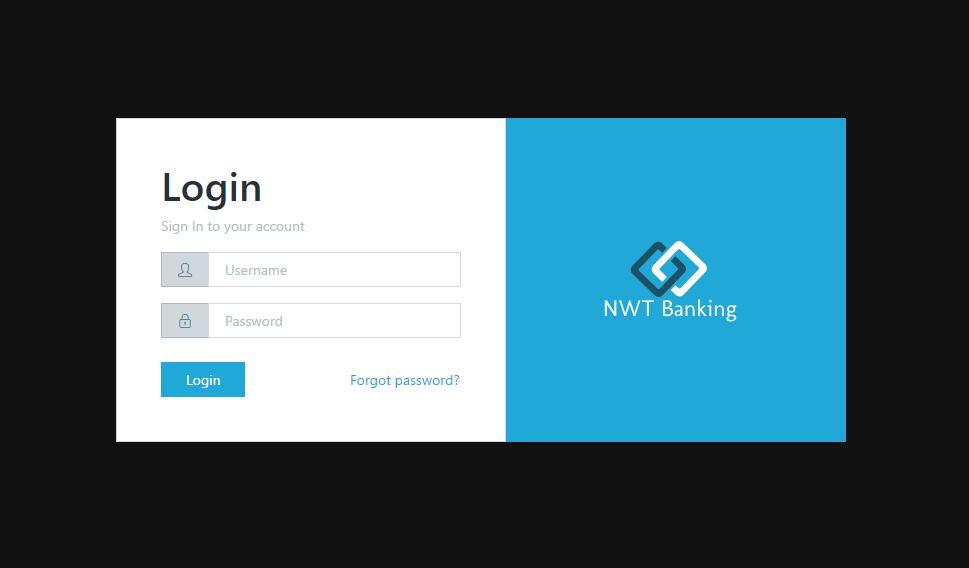 Login
Sign In to your account
Username
Password
Login
Forgot password?
NWT Banking